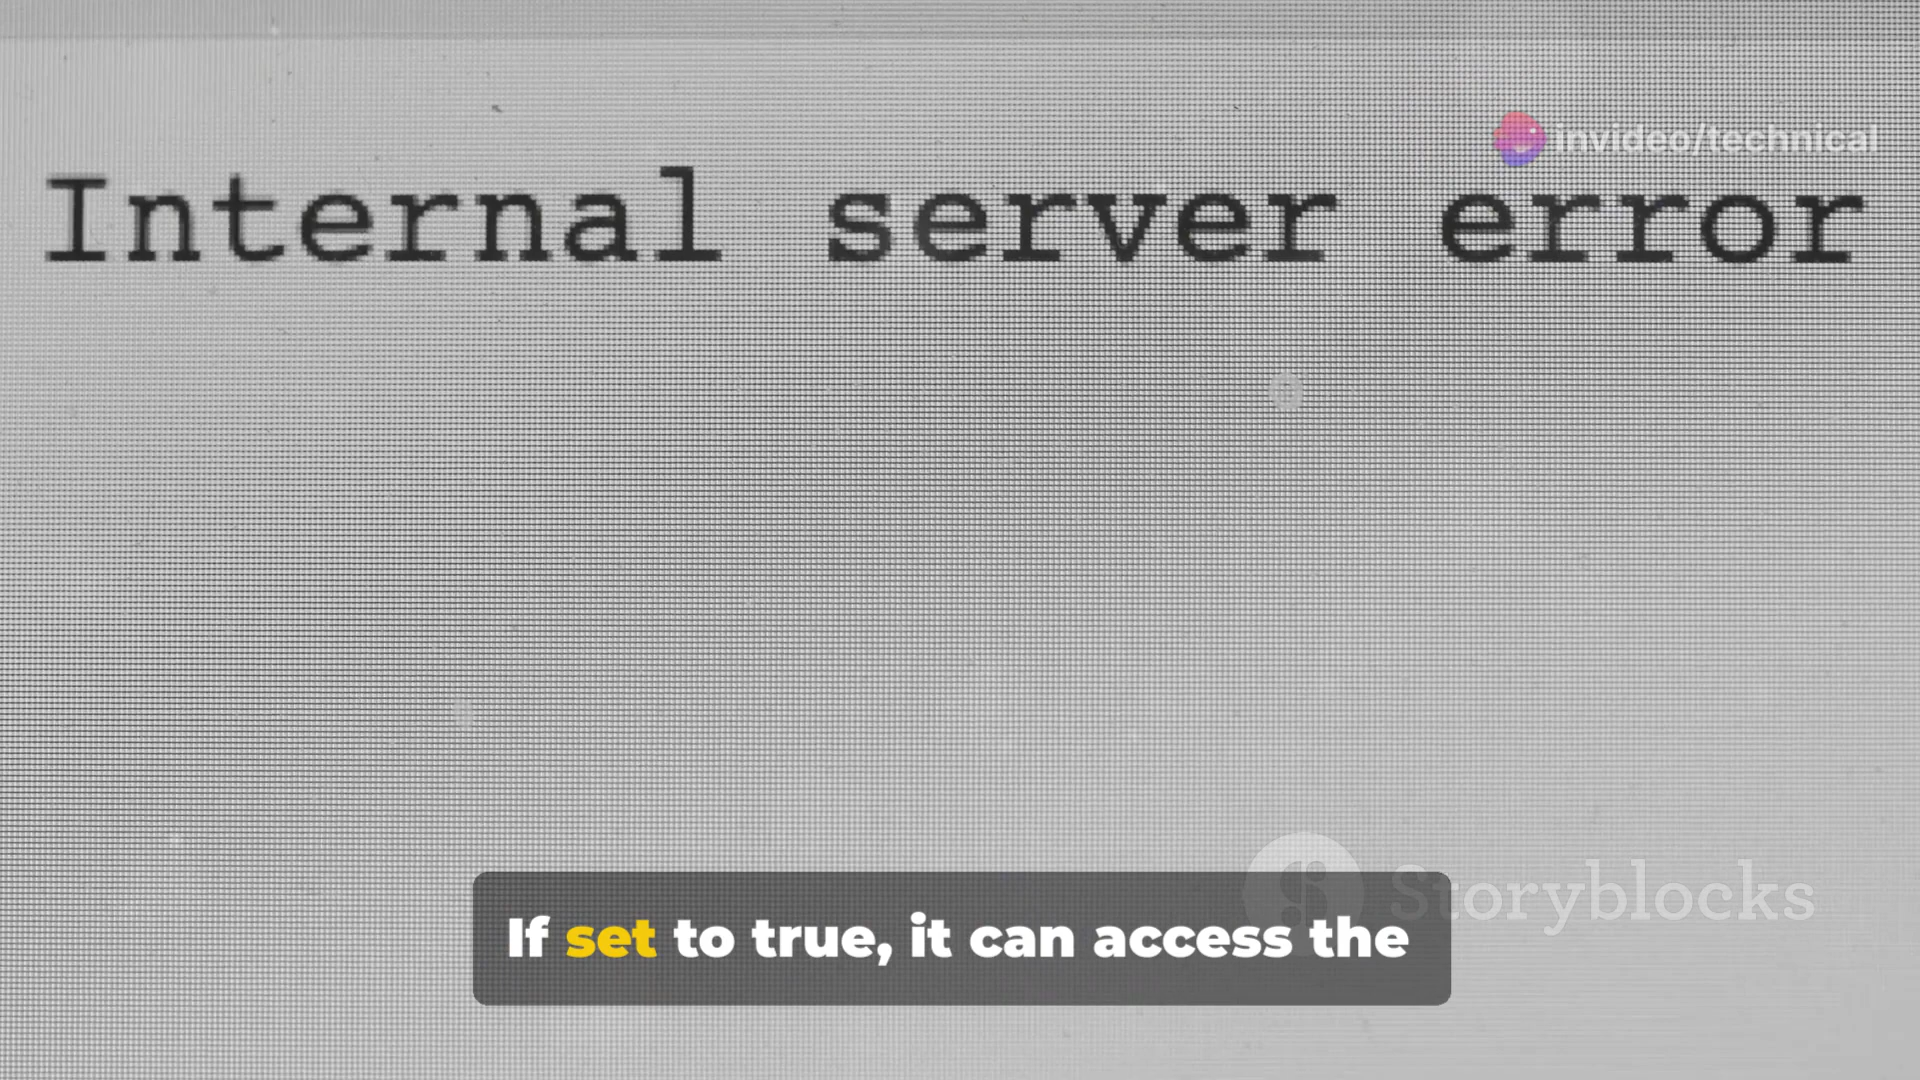 invideo/technical
Internal server error
Storyblocks
If set to true, it can access the